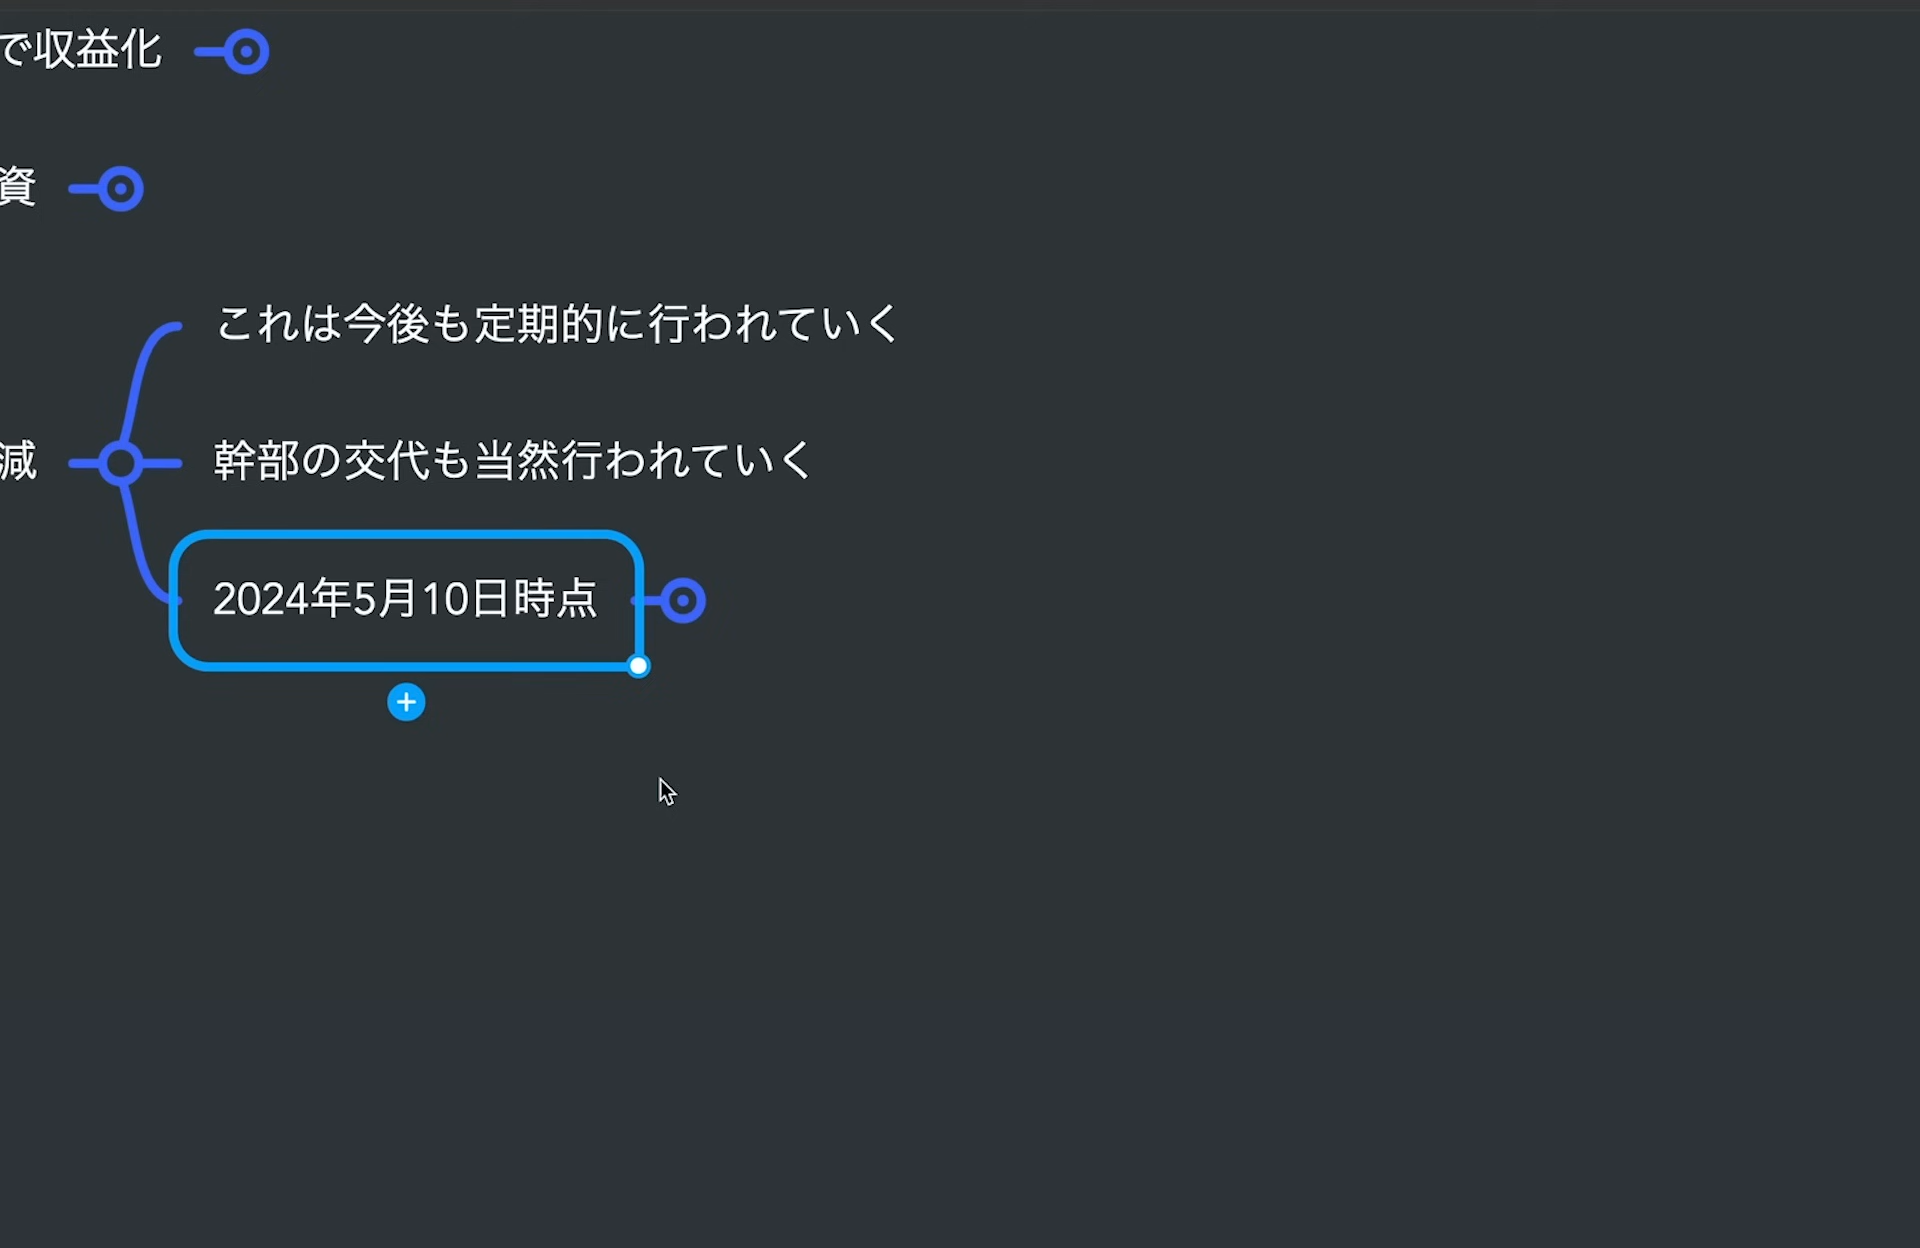 で収益化
資
これは今後も定期的に行われていく
減
幹部の交代も当然行われていく
2024年5月10日時点